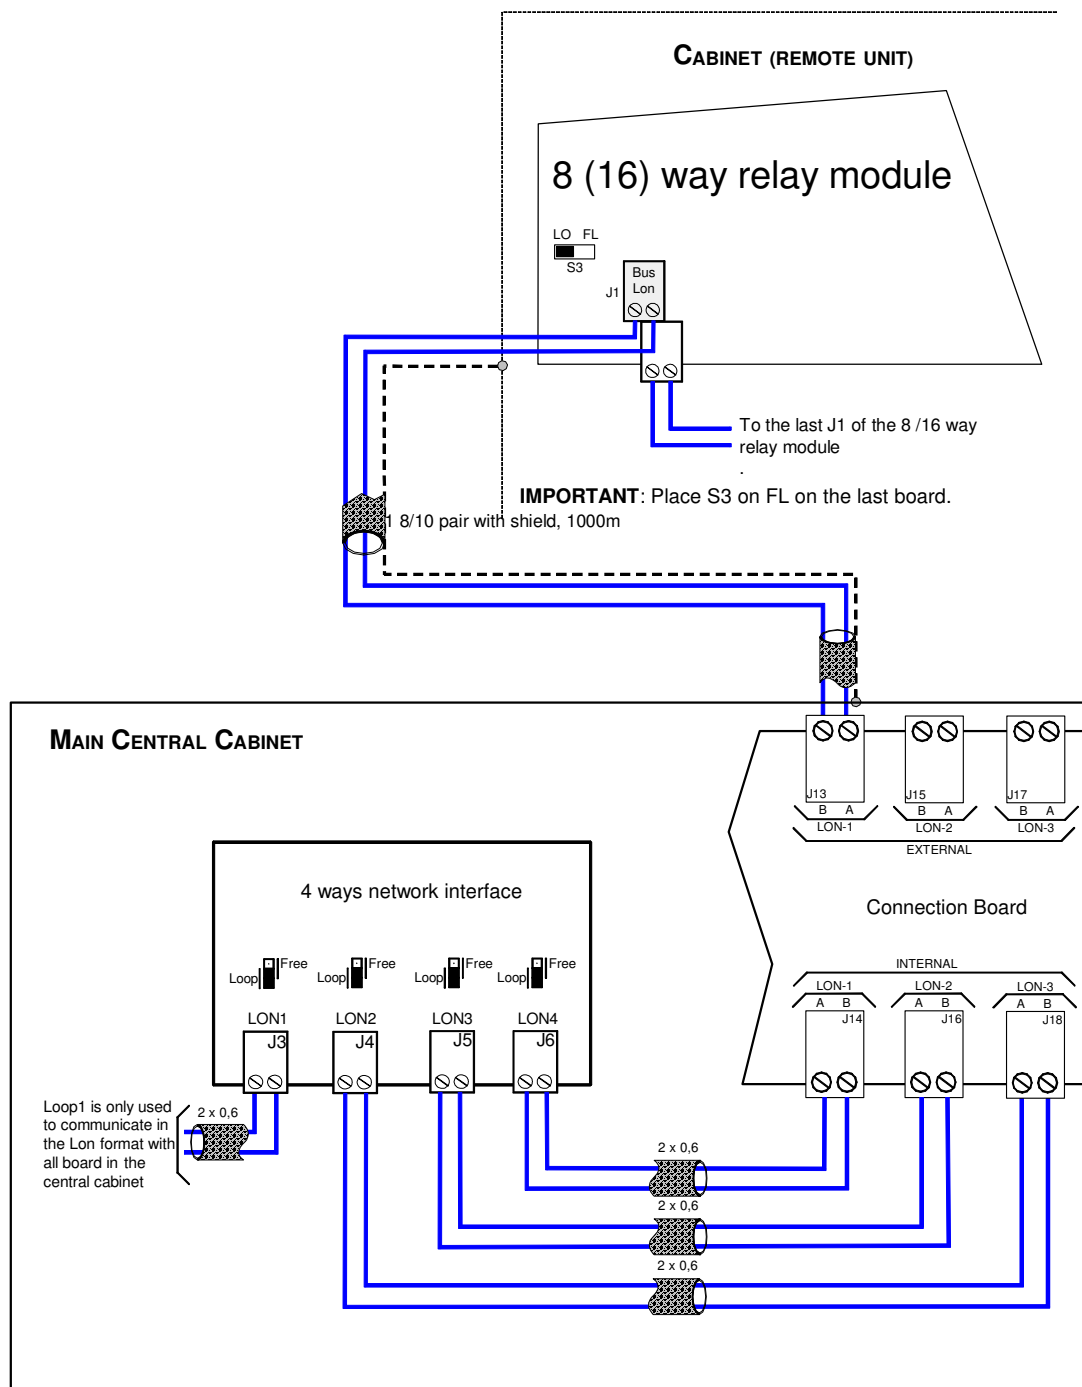 CABINET (REMOTE UNIT)
8 (16) way relay module
LO FL
S3
Bus
Lon
J1
To the last J1 of the 8 /16 way
relay module
.
IMPORTANT: Place S3 on FL on the last board.
1 8/10 pair with shield, 1000m
MAIN CENTRAL CABINET
J13
J15
J17
B A
B A
B A
LON-1
LON-2
LON-3
EXTERNAL
4 ways network interface
Connection Board
Loop Free
Loop Free
Loop Free
Loop Free
INTERNAL
LON-1
LON-2
LON-3
A B
A B
A B
J14
J16
J18
LON1
LON2
LON3
LON4
J3
J4
J5
J6
Loop1 is only used
to communicate in
the Lon format with
all board in the
central cabinet
2 x 0,6
2 x 0,6
2 x 0,6
2 x 0,6